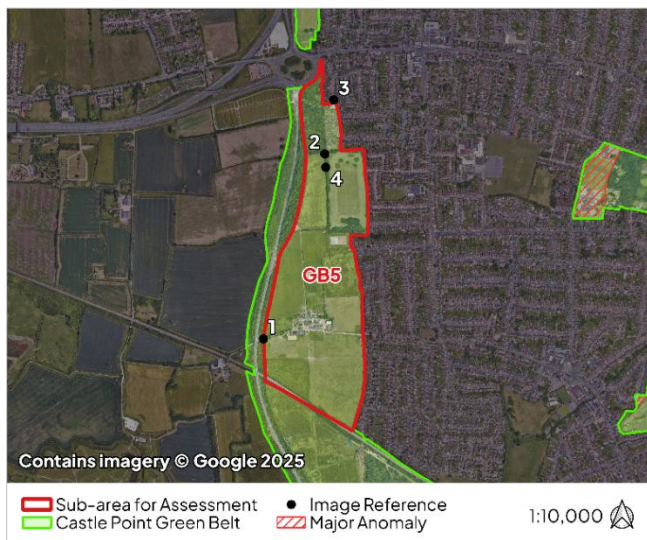 3
2
4
GB5
1
Contains imagery © Google 2025
Sub-area for Assessment
Image Reference
Castle Point Green Belt
Major Anomaly
1:10,000